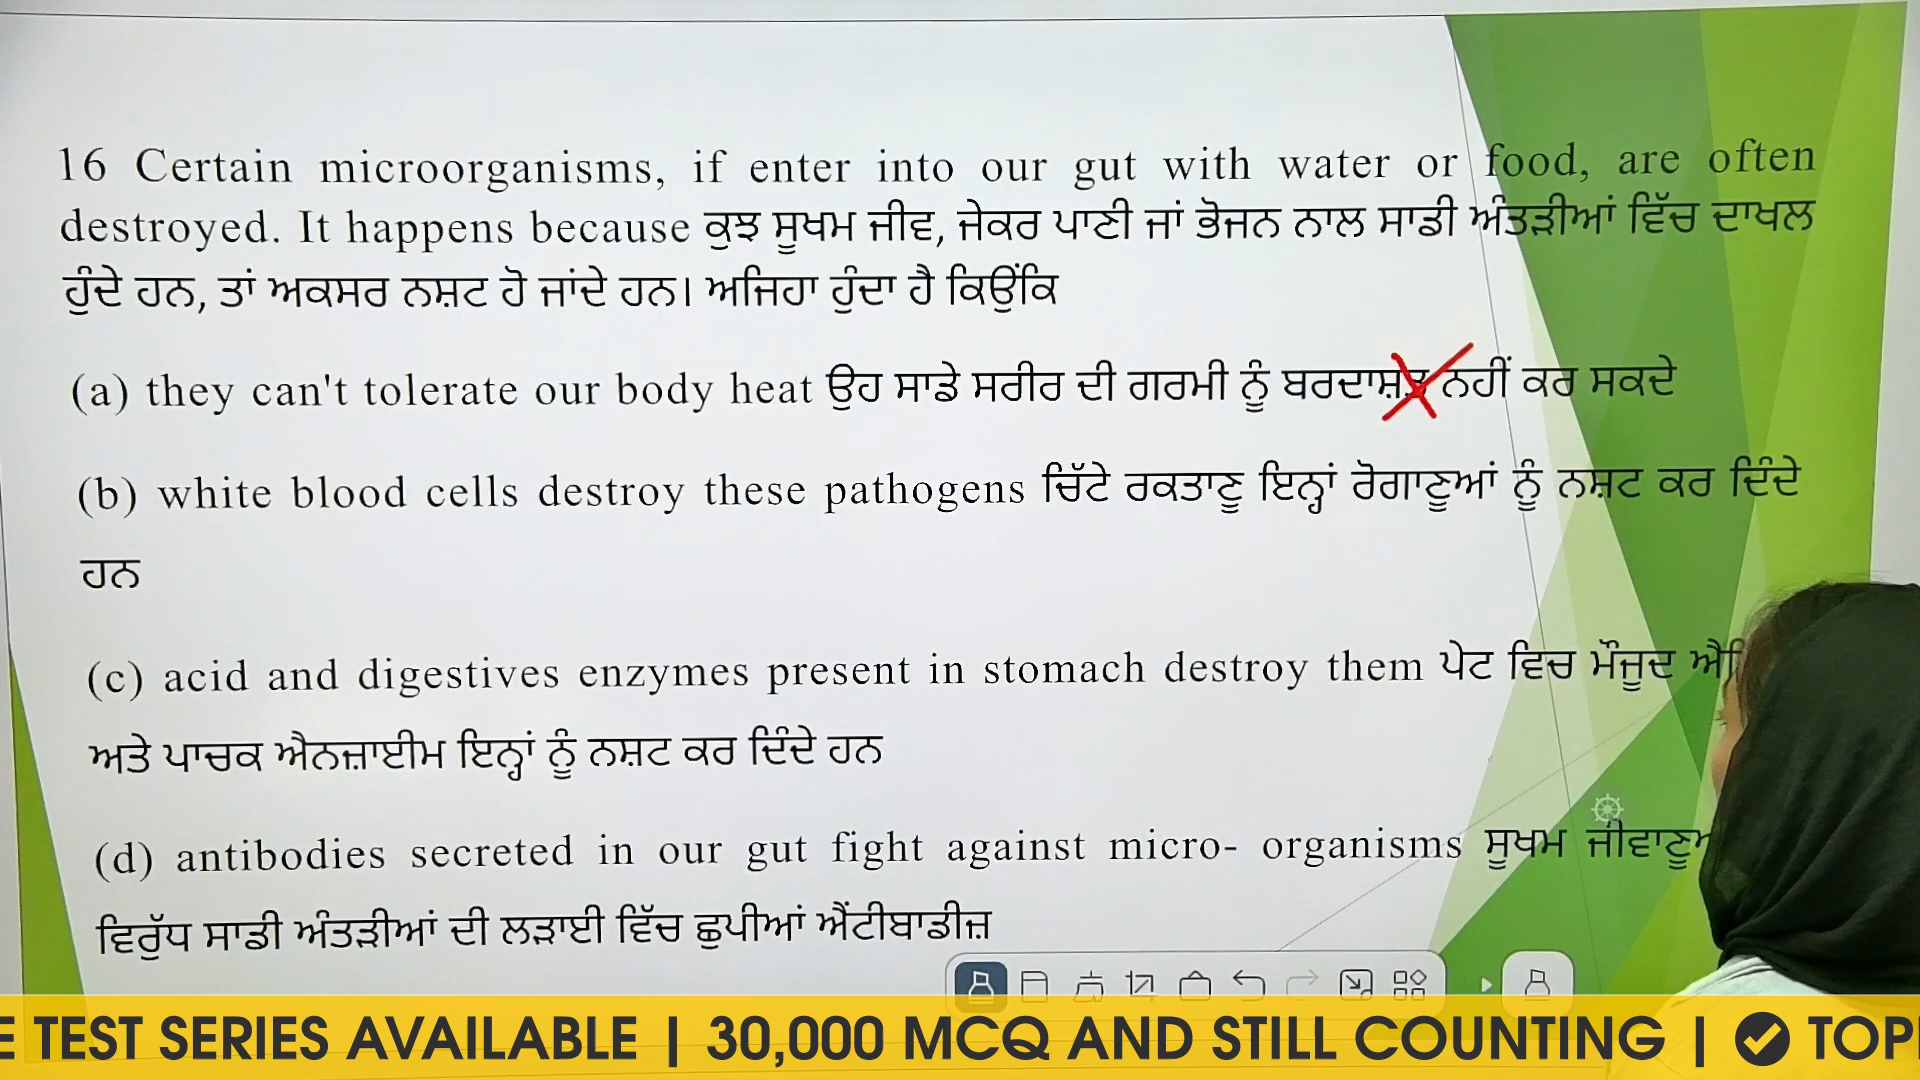 16 Certain microorganisms, if enter into our gut with water or food, are often
destroyed. It happens because ਕੁਝ ਸੂਖਮ ਜੀਵ, ਜੇਕਰ ਪਾਣੀ ਜਾਂ ਭੋਜਨ ਨਾਲ ਸਾਡੀ ਅੰਤੜੀਆਂ ਵਿੱਚ ਦਾਖਲ
ਹੁੰਦੇ ਹਨ, ਤਾਂ ਅਕਸਰ ਨਸ਼ਟ ਹੋ ਜਾਂਦੇ ਹਨ। ਅਜਿਹਾ ਹੁੰਦਾ ਹੈ ਕਿਉਂਕਿ
(a) they can't tolerate our body heat ਉਹ ਸਾਡੇ ਸਰੀਰ ਦੀ ਗਰਮੀ ਨੂੰ ਬਰਦਾਸ਼ਤ ਨਹੀਂ ਕਰ ਸਕਦੇ
(b) white blood cells destroy these pathogens ਚਿੱਟੇ ਰਕਤਾਣੂ ਇਨ੍ਹਾਂ ਰੋਗਾਣੂਆਂ ਨੂੰ ਨਸ਼ਟ ਕਰ ਦਿੰਦੇ
ਹਨ
(c) acid and digestives enzymes present in stomach destroy them ਪੇਟ ਵਿਚ ਮੌਜੂਦ
ਅਤੇ ਪਾਚਕ ਐਨਜ਼ਾਈਮ ਇਨ੍ਹਾਂ ਨੂੰ ਨਸ਼ਟ ਕਰ ਦਿੰਦੇ ਹਨ
(d) antibodies secreted in our gut fight against micro- organisms ਸੂਖਮ
ਵਿਰੁੱਧ ਸਾਡੀ ਅੰਤੜੀਆਂ ਦੀ ਲੜਾਈ ਵਿੱਚ ਛੁਪੀਆਂ ਐਂਟੀਬਾਡੀਜ਼
TEST SERIES AVAILABLE | 30,000 MCQ AND STILL COUNTING |